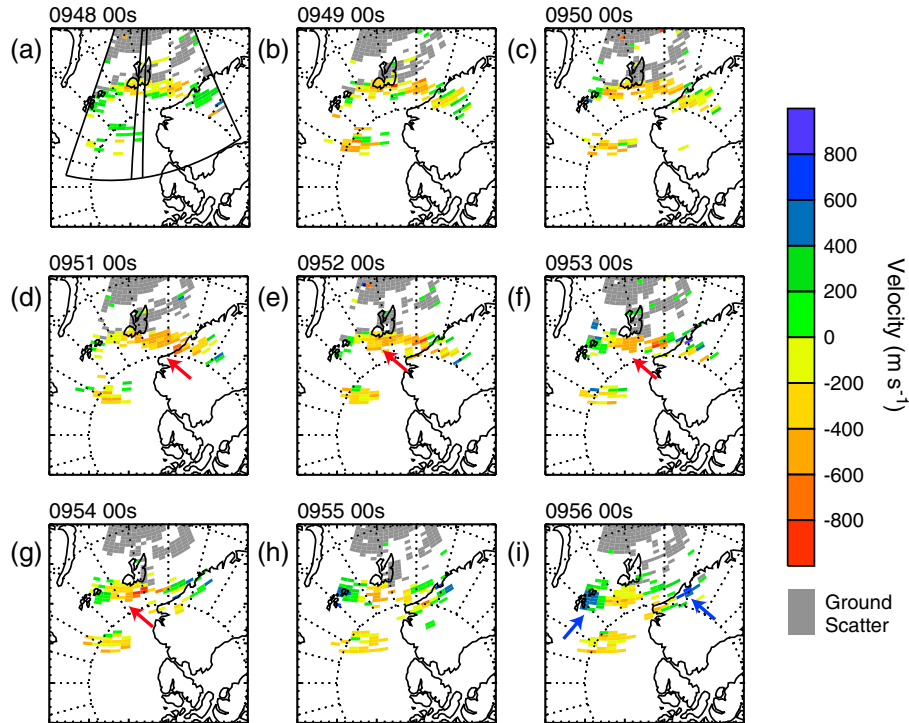 0948 00s
0949 00s
0950 00s
(a)
(b)
(c)
0951 00s
0952 00s
0953 00s
(d)
(e)
(f)
0954 00s
0955 00s
0956 00s
(g)
(h)
(i)
800
600
400
200
0
-200
-400
-600
-800
Velocity (m s⁻¹)
Ground
Scatter